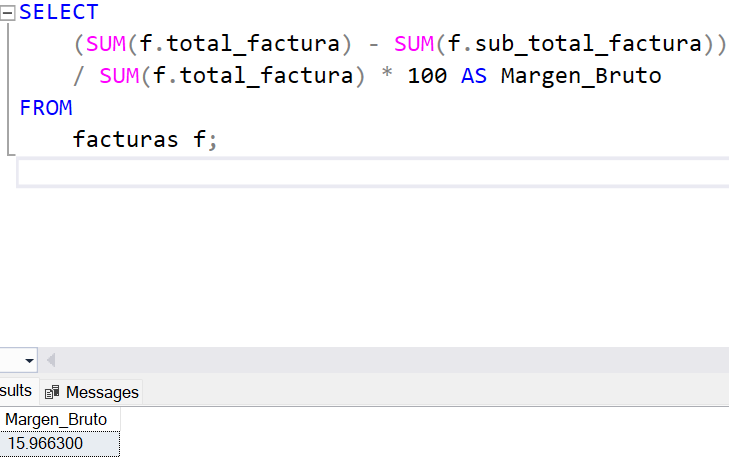 SELECT
(SUM(f.total_factura) - SUM(f.sub_total_factura))
/ SUM(f.total_factura) * 100 AS Margen_Bruto
FROM
facturas f;
sults Messages
Margen_Bruto
15.966300